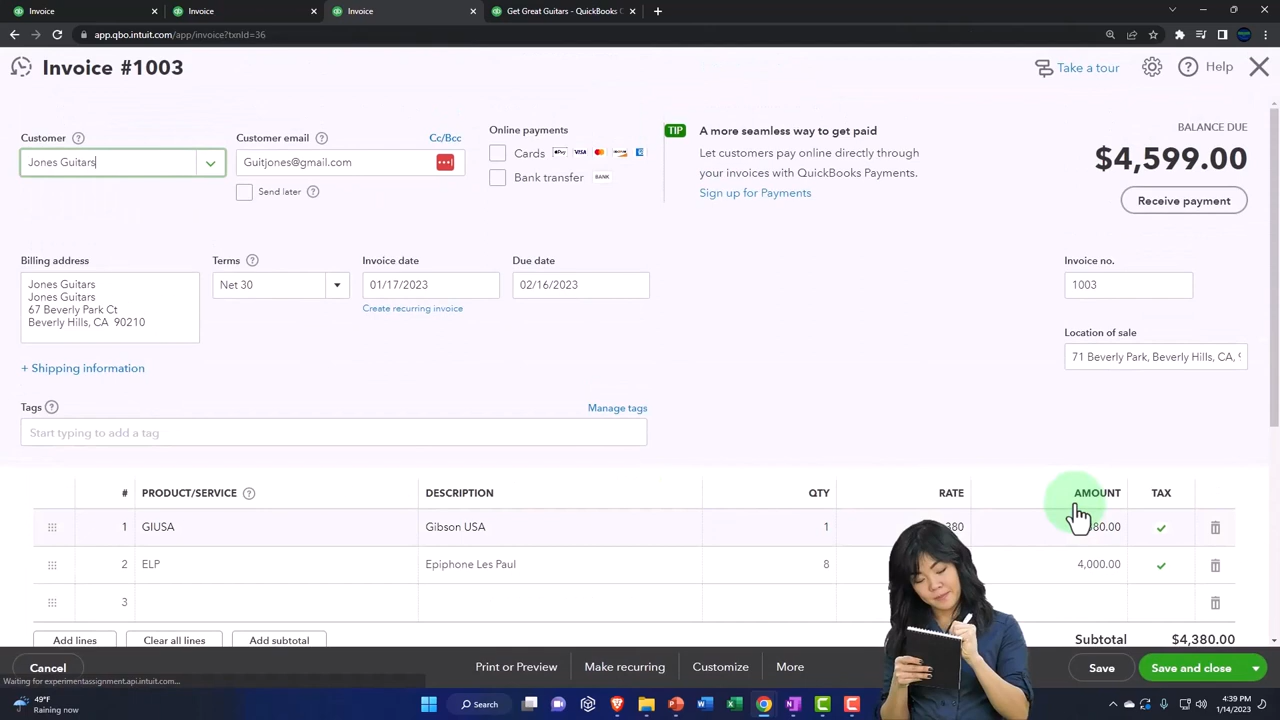 Invoice
Invoice
Invoice
Get Great Guitars - QuickBooks C
app.qbo.intuit.com/app/invoice?txnId=36
Invoice #1003
Take a tour
Help
Customer
Jones Guitars
Customer email
Cc/Bcc
Guitjones@gmail.com
Send later
Online payments
Cards
Bank transfer
BANK
TIP
A more seamless way to get paid
Let customers pay online directly through
your invoices with QuickBooks Payments.
Sign up for Payments
BALANCE DUE
$4,599.00
Receive payment
Billing address
Jones Guitars
Jones Guitars
67 Beverly Park Ct
Beverly Hills, CA 90210
Terms
Net 30
Invoice date
01/17/2023
Create recurring invoice
Due date
02/16/2023
Invoice no.
1003
Location of sale
71 Beverly Park, Beverly Hills, CA,
+ Shipping information
Tags
Manage tags
Start typing to add a tag
# PRODUCT/SERVICE DESCRIPTION QTY RATE AMOUNT TAX
1 GIUSA Gibson USA 1 380 80.00
2 ELP Epiphone Les Paul 8 4,000.00
3
Add lines
Clear all lines
Add subtotal
Subtotal $4,380.00
Cancel
Print or Preview
Make recurring
Customize
More
Save
Save and close
Waiting for experimentassignment.api.intuit.com...
49°F
Raining now
Search
4:39 PM
1/14/2023